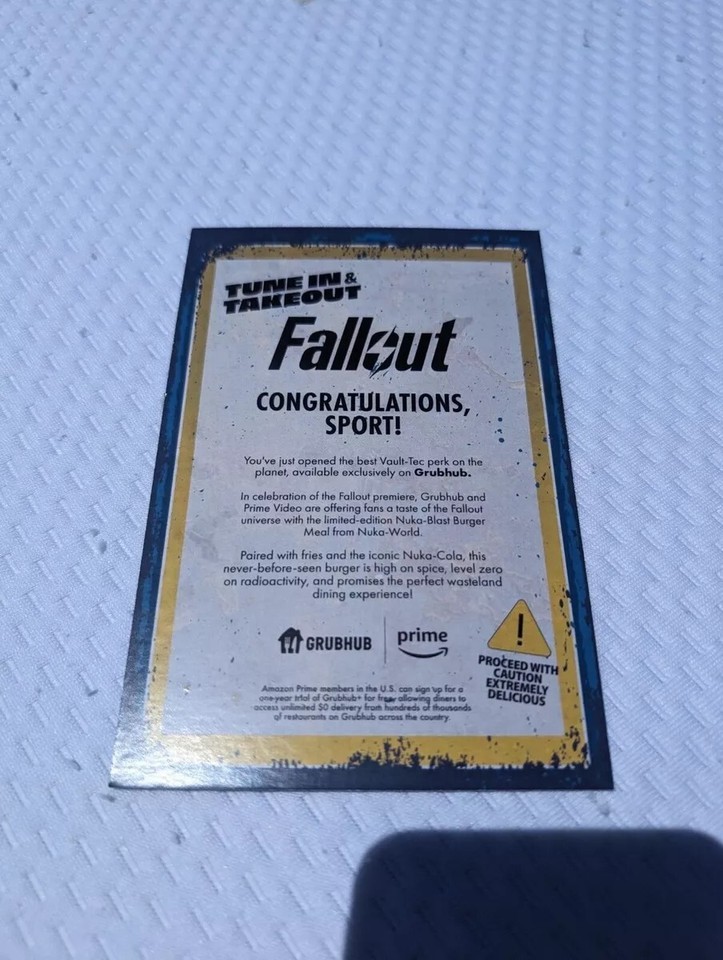 TUNE IN &
TAKEOUT
Fallout
CONGRATULATIONS,
SPORT!
You've just opened the best Vault-Tec perk on the
planet, available exclusively on Grubhub.
In celebration of the Fallout premiere, Grubhub and
Prime Video are offering fans a taste of the Fallout
universe with the limited-edition Nuka-Blast Burger
Meal from Nuka-World.
Paired with fries and the iconic Nuka-Cola, this
never-before-seen burger is high on spice, level zero
on radioactivity, and promises the perfect wasteland
dining experience!
GRUBHUB
prime
!
PROCEED WITH
CAUTION
EXTREMELY
DELICIOUS
Amazon Prime members in the U.S. can sign up for a
one-year trial of Grubhub+ for free allowing diners to
access unlimited $0 delivery from hundreds of thousands
of restaurants on Grubhub across the country.